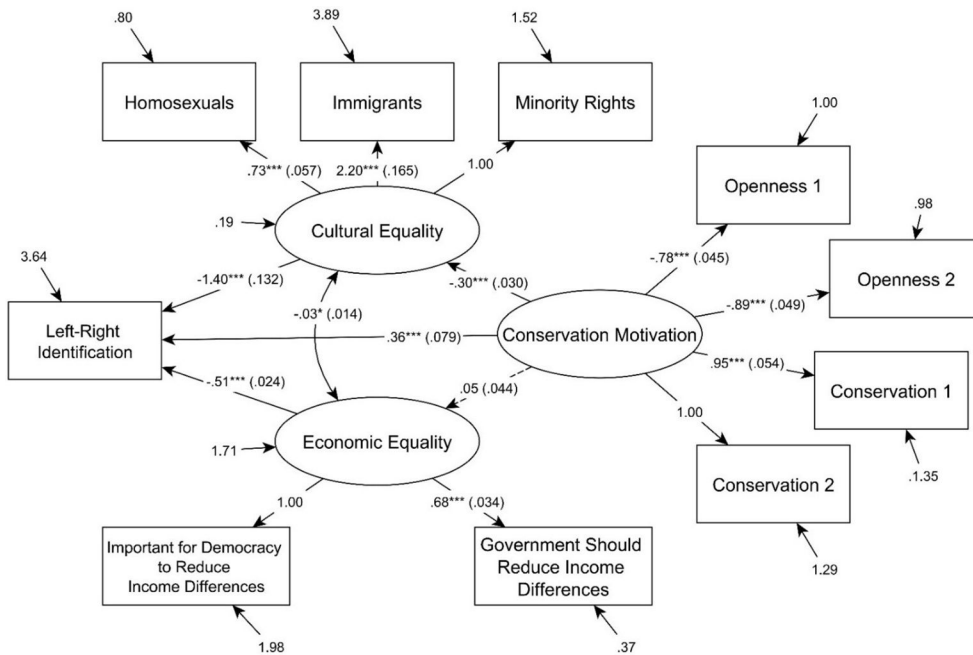 .80
3.89
1.52
Homosexuals
Immigrants
Minority Rights
1.00
Openness 1
.73*** (.057)
2.20*** (.165)
1.00
.98
.19
Cultural Equality
Openness 2
-.78*** (.045)
3.64
-1.40*** (.132)
-.30*** (.030)
-.89*** (.049)
Left-Right
Identification
-.03* (.014)
.36*** (.079)
Conservation Motivation
.95*** (.054)
Conservation 1
-.51*** (.024)
.05 (.044)
1.00
1.71
Economic Equality
.1.35
Conservation 2
1.00
.68*** (.034)
Important for Democracy
to Reduce
Income Differences
Government Should
Reduce Income
Differences
1.29
1.98
.37